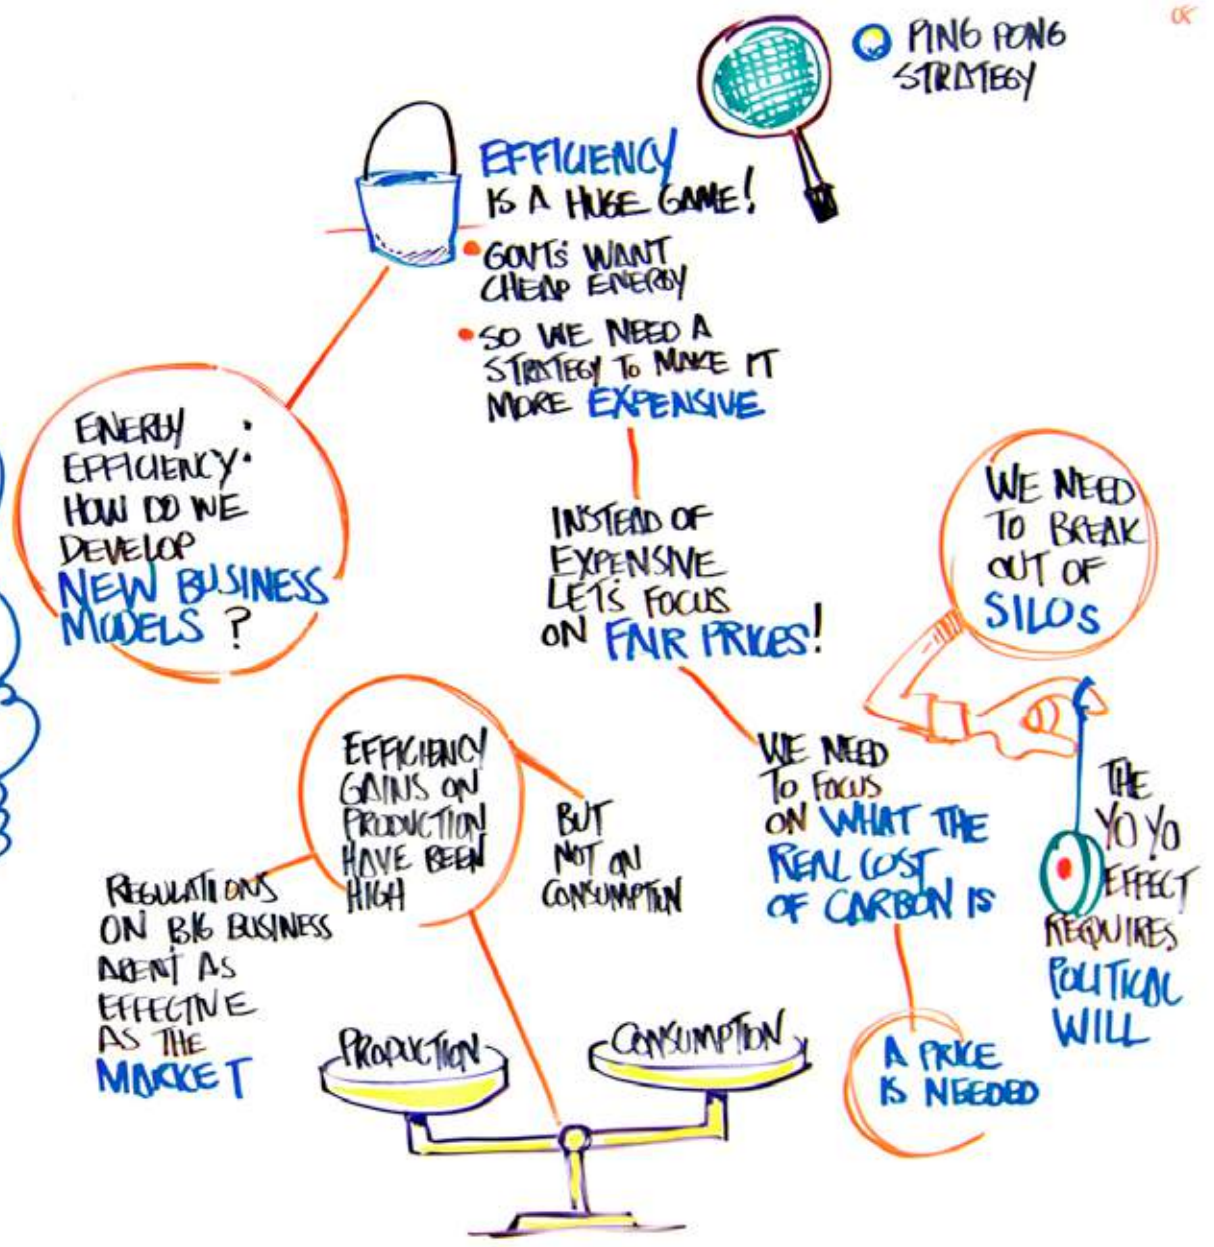 08
PING PONG
STRATEGY
EFFICIENCY
IS A HUGE GAME!
• GOVT'S WANT
CHEAP ENERGY
• SO WE NEED A
STRATEGY TO MAKE IT
MORE EXPENSIVE
ENERGY
EFFICIENCY:
HOW DO WE
DEVELOP
NEW BUSINESS
MODELS ?
INSTEAD OF
EXPENSIVE
LET'S FOCUS
ON FAIR PRICES!
WE NEED
TO BREAK
OUT OF
SILOS
EFFICIENCY
GAINS ON
PRODUCTION
HAVE BEEN
HIGH
BUT
NOT ON
CONSUMPTION
WE NEED
TO FOCUS
ON WHAT THE
REAL COST
OF CARBON IS
THE
YO YO
EFFECT
REQUIRES
POLITICAL
WILL
REGULATIONS
ON BIG BUSINESS
ARENT AS
EFFECTIVE
AS THE
MARKET
PRODUCTION
CONSUMPTION
A PRICE
IS NEEDED